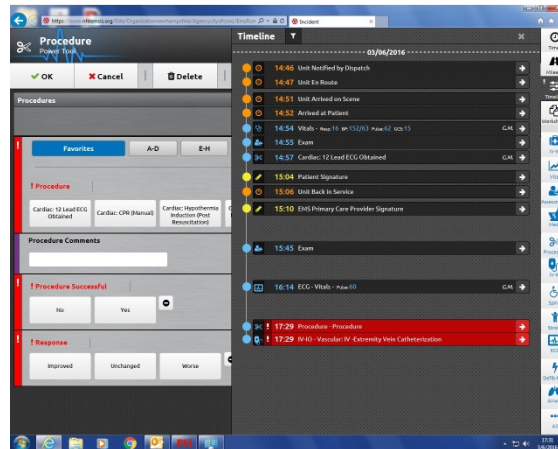 Incident
Procedure
Power Tool
OK
Cancel
Delete
Procedures
Favorites
A-D
E-H
! Procedure
Cardiac: 12 Lead ECG Obtained
Cardiac: CPR (Manual)
Cardiac: Hypothermia Induction (Post Resuscitation)
Procedure Comments
! Procedure Successful
No
Yes
! Response
Improved
Unchanged
Worse
Timeline
03/06/2016
14:46 Unit Notified by Dispatch
14:47 Unit En Route
14:51 Unit Arrived on Scene
14:52 Arrived at Patient
14:54 Vitals - Resp:16 BP:152/63 Pulse:62 GCS:15 G.M.
14:55 Exam
14:57 Cardiac: 12 Lead ECG Obtained G.M.
15:04 Patient Signature
15:06 Unit Back in Service
15:10 EMS Primary Care Provider Signature
15:45 Exam
16:14 ECG - Vitals - Pulse:60 G.M.
! 17:29 Procedure - Procedure
! 17:29 IV-IO - Vascular: IV -Extremity Vein Catheterization
17:31
3/6/2016